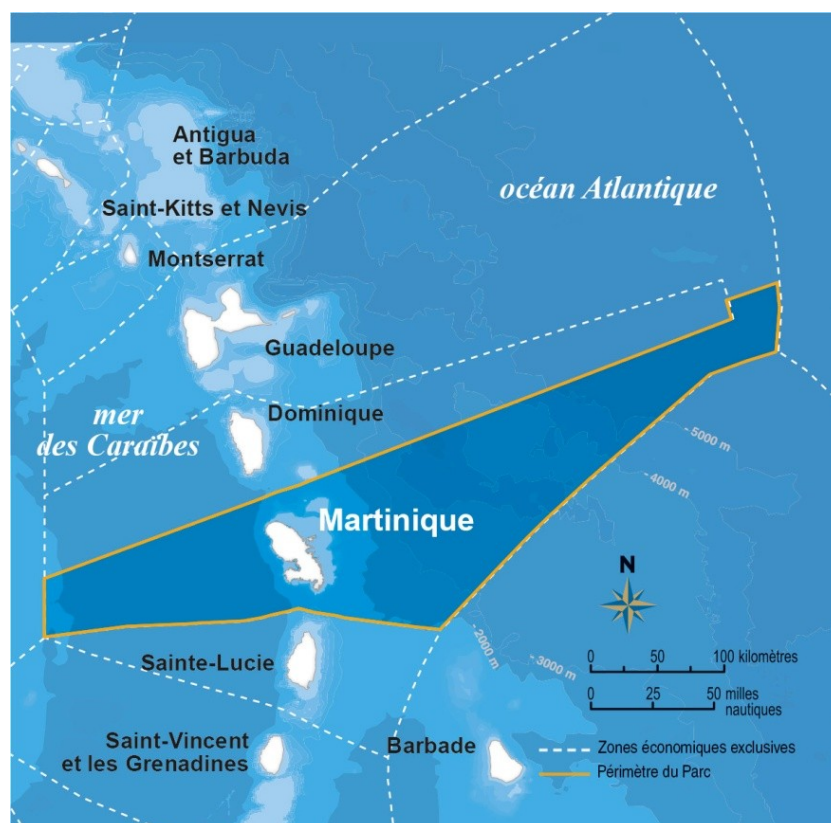 Antigua
et Barbuda
océan Atlantique
Saint-Kitts et Nevis
Montserrat
Guadeloupe
mer
des Caraïbes
Dominique
- 5000 m
- 4000 m
Martinique
N
- 2000 m
- 3000 m
0 50 100 kilomètres
0 25 50 milles
nautiques
Sainte-Lucie
Saint-Vincent
et les Grenadines
Barbade
Zones économiques exclusives
Périmètre du Parc